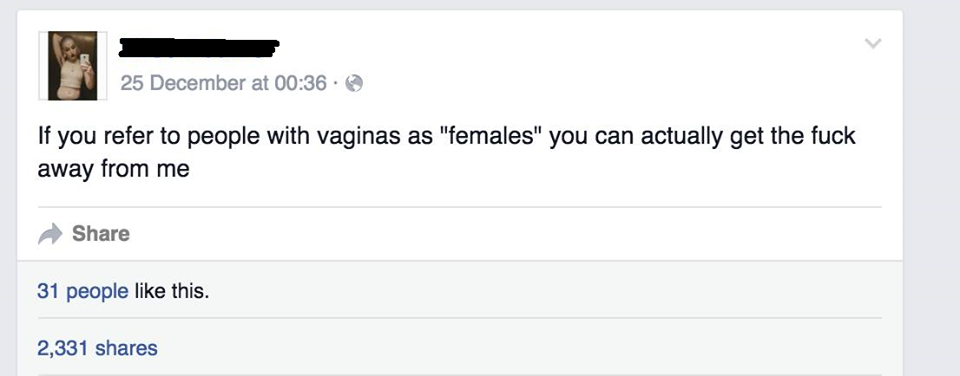 25 December at 00:36 ·
If you refer to people with vaginas as "females" you can actually get the fuck
away from me
Share
31 people like this.
2,331 shares